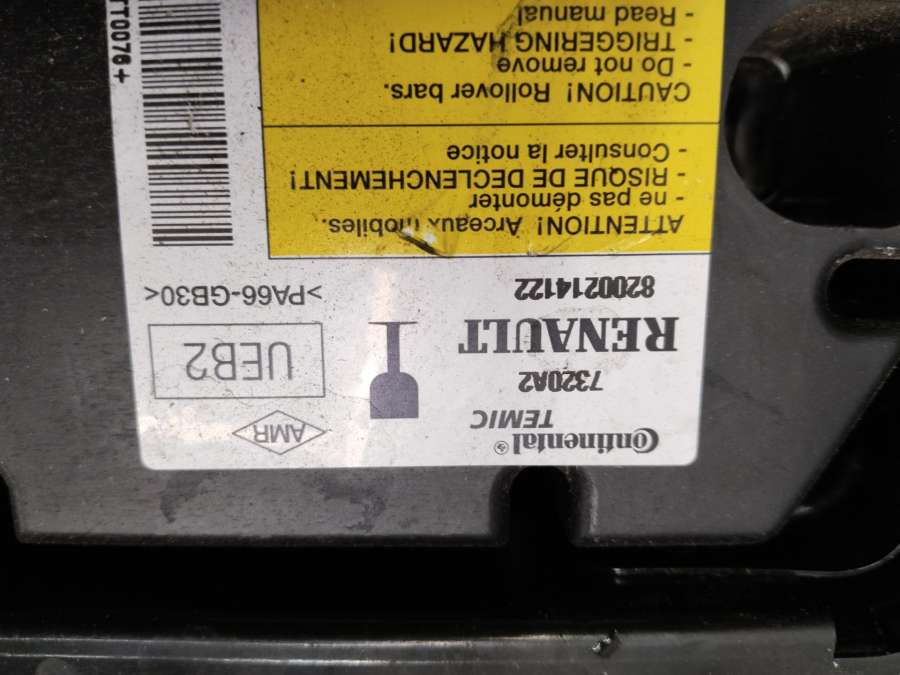 Continental
TEMIC
7320A2
RENAULT
8200214122
AMR
UEB2
>PA66-GB30<
ATTENTION! Arceaux mobiles.
- ne pas démonter
- RISQUE DE DECLENCHEMENT!
- Consulter la notice
CAUTION! Rollover bars.
- Do not remove
- TRIGGERING HAZARD!
- Read manual
T0076+